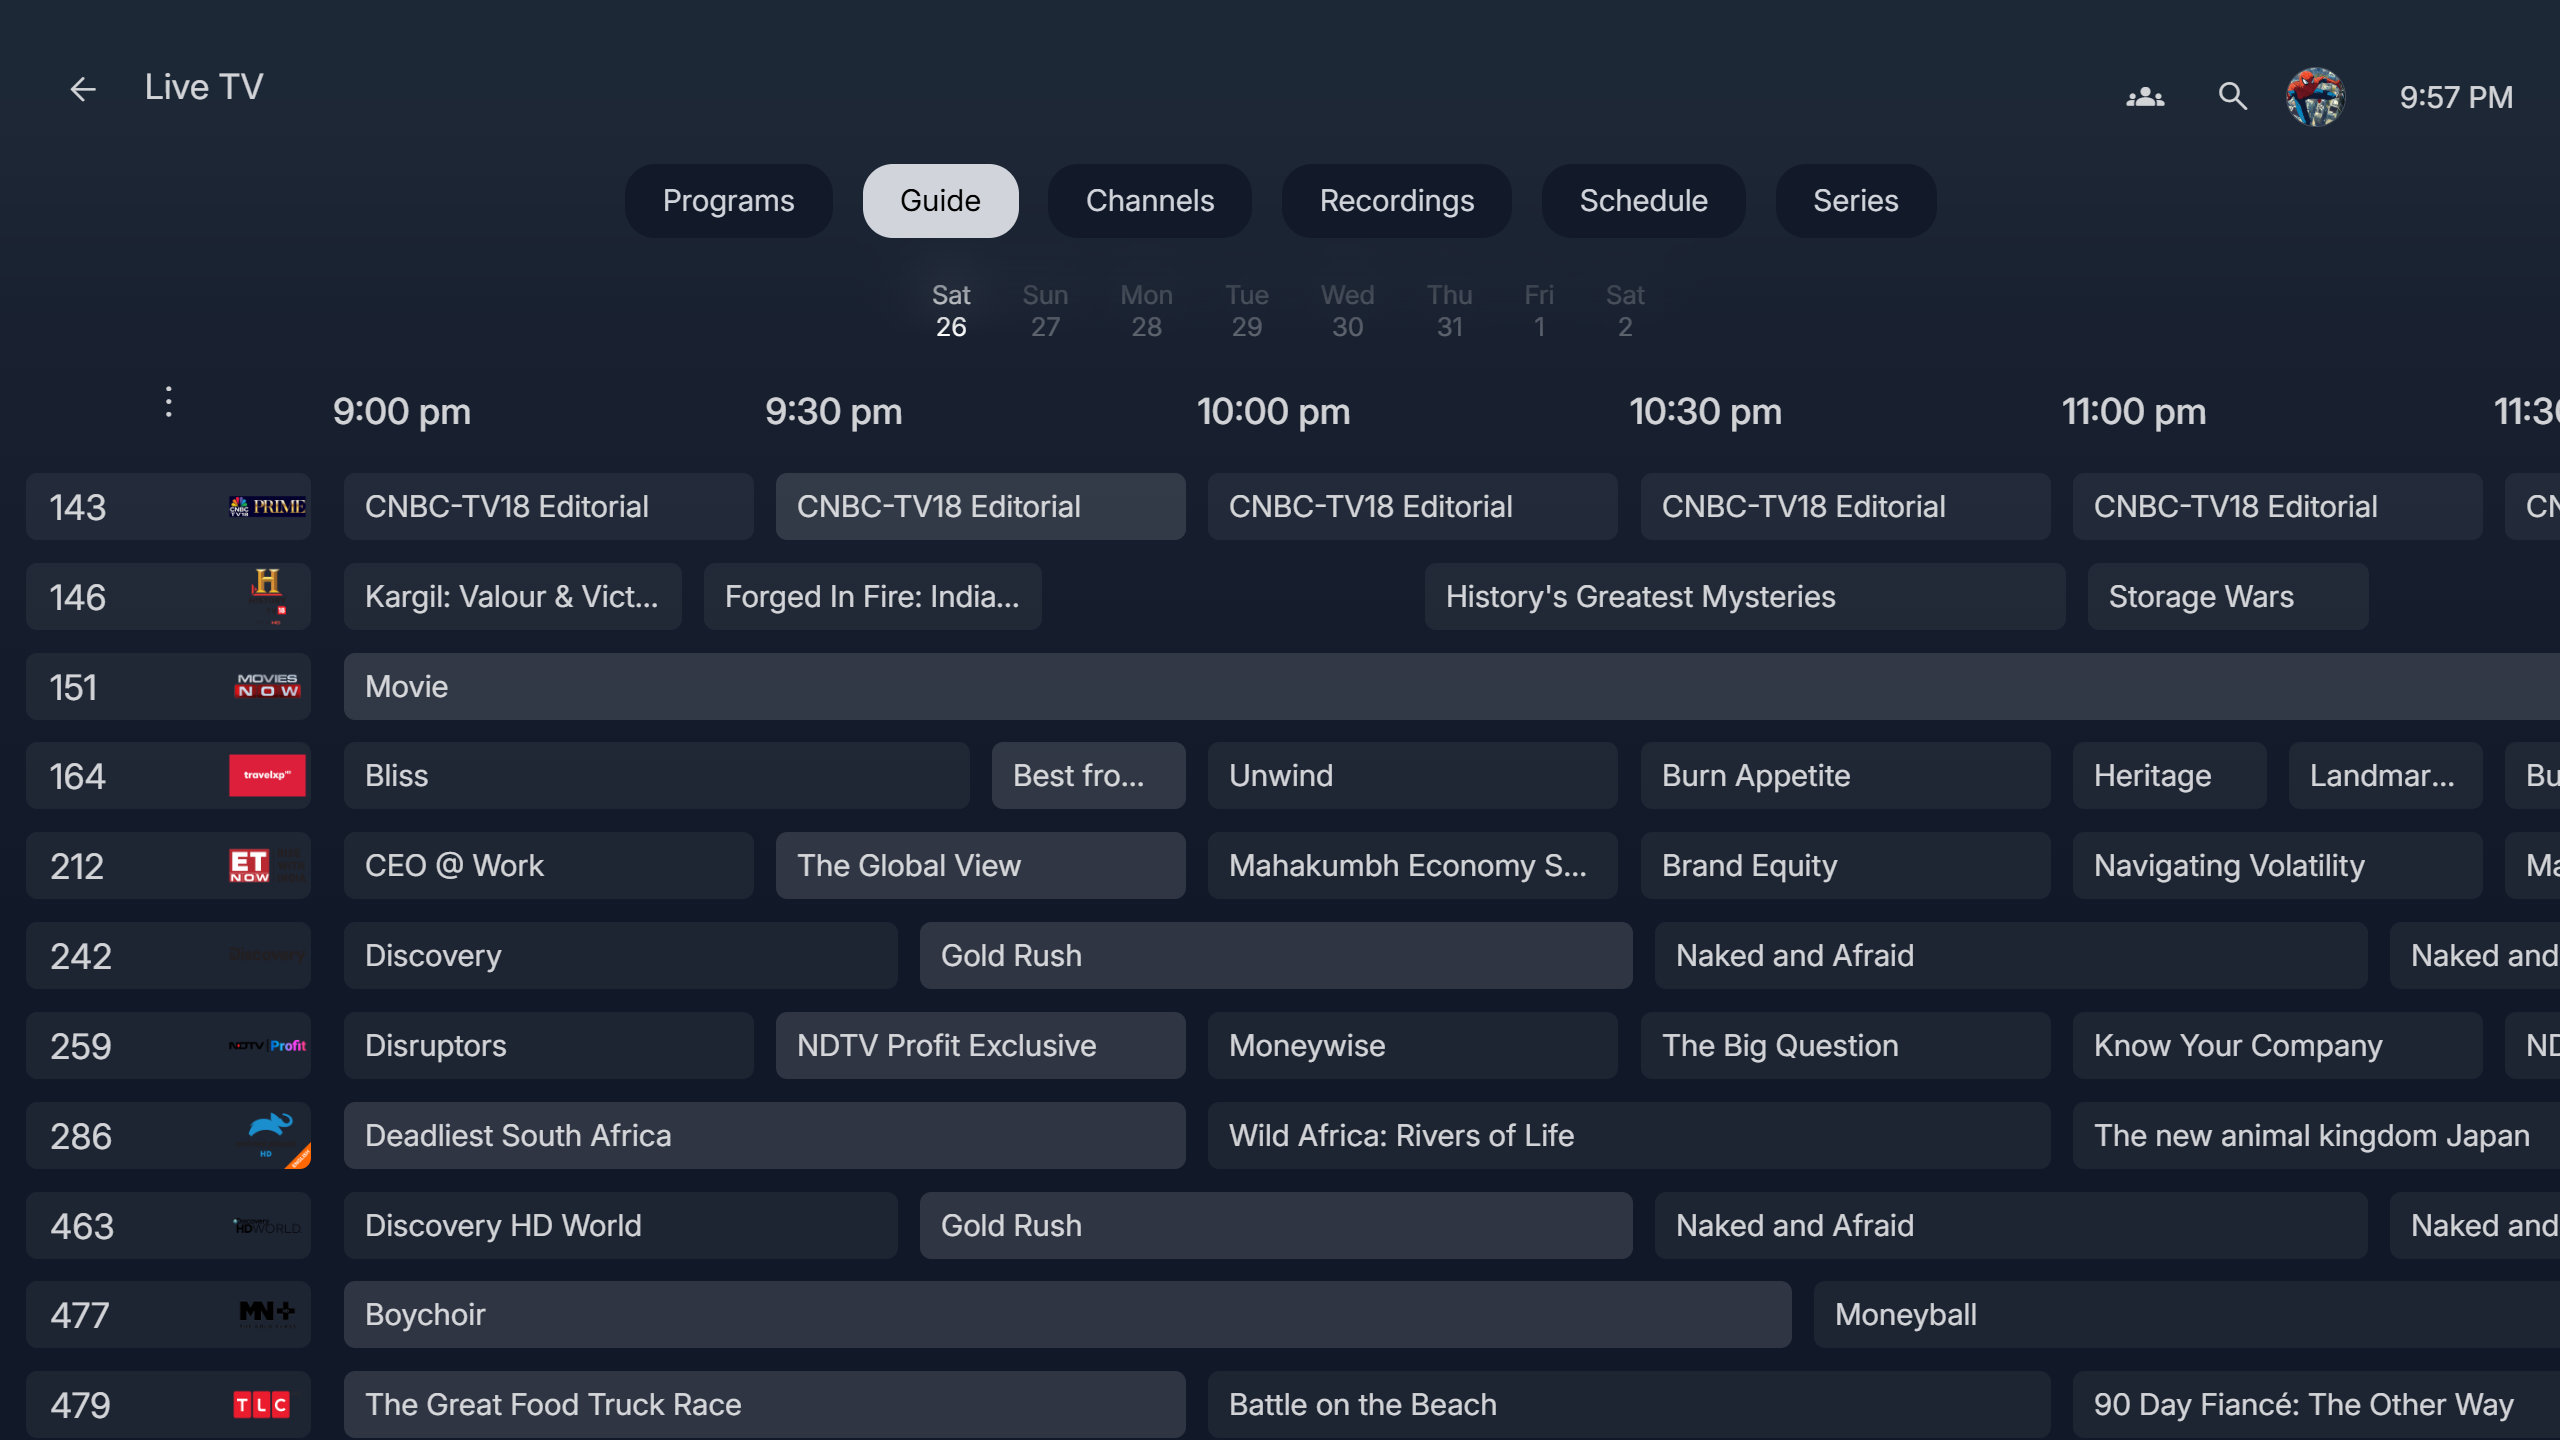 Live TV
9:57 PM
Programs
Guide
Channels
Recordings
Schedule
Series
Sat Sun Mon Tue Wed Thu Fri Sat
26 27 28 29 30 31 1 2
9:00 pm 9:30 pm 10:00 pm 10:30 pm 11:00 pm 11:30
143 CNBC TV18 PRIME CNBC-TV18 Editorial CNBC-TV18 Editorial CNBC-TV18 Editorial CNBC-TV18 Editorial CNBC-TV18 Editorial CN
146 H 18 HD Kargil: Valour & Vict... Forged In Fire: India... History's Greatest Mysteries Storage Wars
151 MOVIES NOW Movie
164 travelxp HD Bliss Best fro... Unwind Burn Appetite Heritage Landmar... Bu
212 ET NOW CEO @ Work The Global View Mahakumbh Economy S... Brand Equity Navigating Volatility Ma
242 Discovery Discovery Gold Rush Naked and Afraid Naked and
259 NDTV Profit Disruptors NDTV Profit Exclusive Moneywise The Big Question Know Your Company ND
286 HD ENGLISH Deadliest South Africa Wild Africa: Rivers of Life The new animal kingdom Japan
463 Discovery HD WORLD Discovery HD World Gold Rush Naked and Afraid Naked and
477 MN+ Boychoir Moneyball
479 TLC The Great Food Truck Race Battle on the Beach 90 Day Fiancé: The Other Way